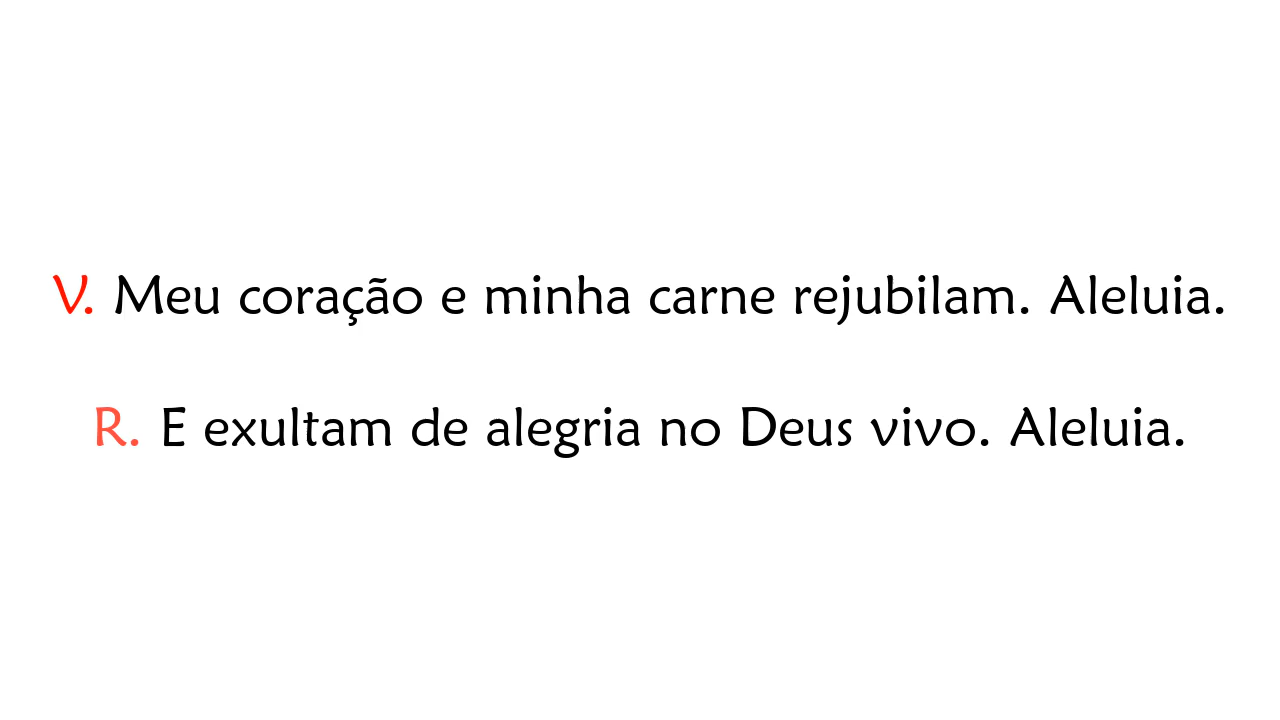 V. Meu coração e minha carne rejubilam. Aleluia.
R. E exultam de alegria no Deus vivo. Aleluia.